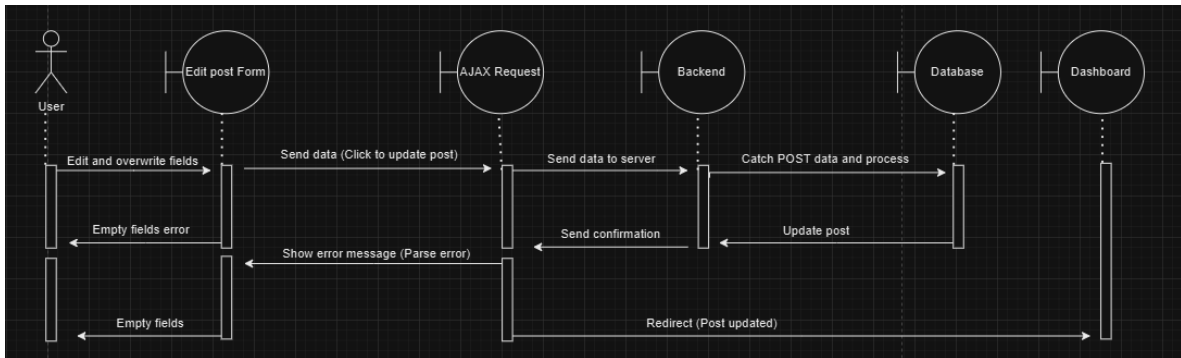 Edit post Form
AJAX Request
Backend
Database
Dashboard
User
Edit and overwrite fields
Send data (Click to update post)
Send data to server
Catch POST data and process
Empty fields error
Send confirmation
Update post
Show error message (Parse error)
Empty fields
Redirect (Post updated)